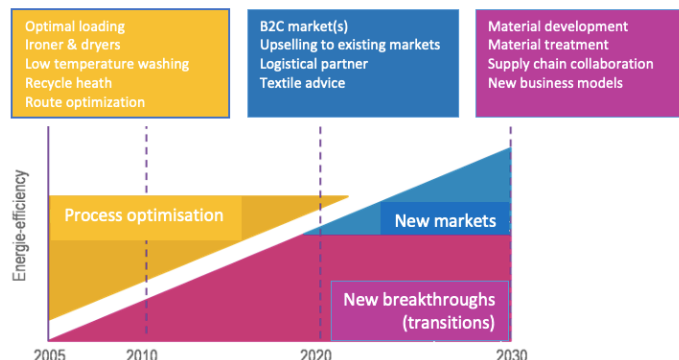 Optimal loading
Ironer & dryers
Low temperature washing
Recycle heath
Route optimization
B2C market(s)
Upselling to existing markets
Logistical partner
Textile advice
Material development
Material treatment
Supply chain collaboration
New business models
Energie-efficiency
Process optimisation
New markets
New breakthroughs
(transitions)
2005
2010
2020
2030